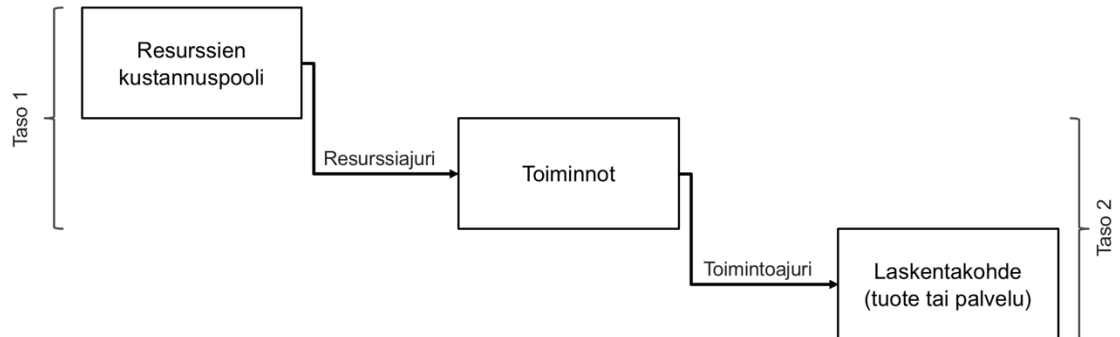 Taso 1
Resurssien
kustannuspooli
Resurssiajuri
Toiminnot
Toimintoajuri
Laskentakohde
(tuote tai palvelu)
Taso 2